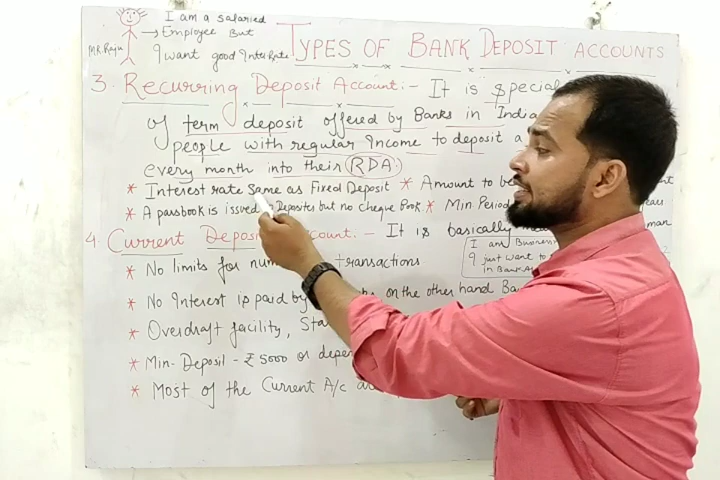 I am a salaried
→ Employee But
MR. Raju
I want good Int. Rate
TYPES OF BANK DEPOSIT ACCOUNTS
3. Recurring Deposit Account:- It is special
of term deposit offered by Banks in India
people with regular Income to deposit a
every month into their (RDA)
* Interest rate same as Fixed Deposit * Amount to be
* A passbook is issued Depositer but no cheque Book. * Min. Period
4. Current Deposit Account. - It is basically
I am Business
I just want to
in Bank
* No limits for transactions
* No Interest is paid by on the other hand Ban
* Overdraft facility, Sta
* Min. Deposit - ₹ 5000 or depe
* Most of the Current A/c a